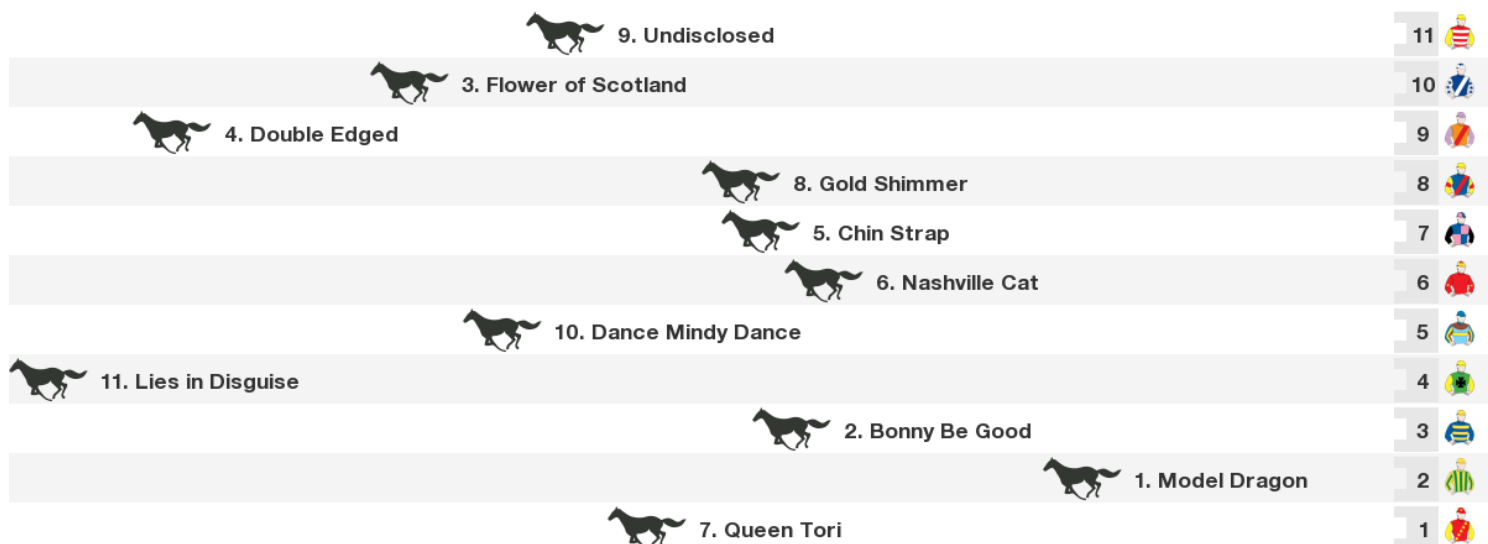 9. Undisclosed 11
3. Flower of Scotland 10
4. Double Edged 9
8. Gold Shimmer 8
5. Chin Strap 7
6. Nashville Cat 6
10. Dance Mindy Dance 5
11. Lies in Disguise 4
2. Bonny Be Good 3
1. Model Dragon 2
7. Queen Tori 1